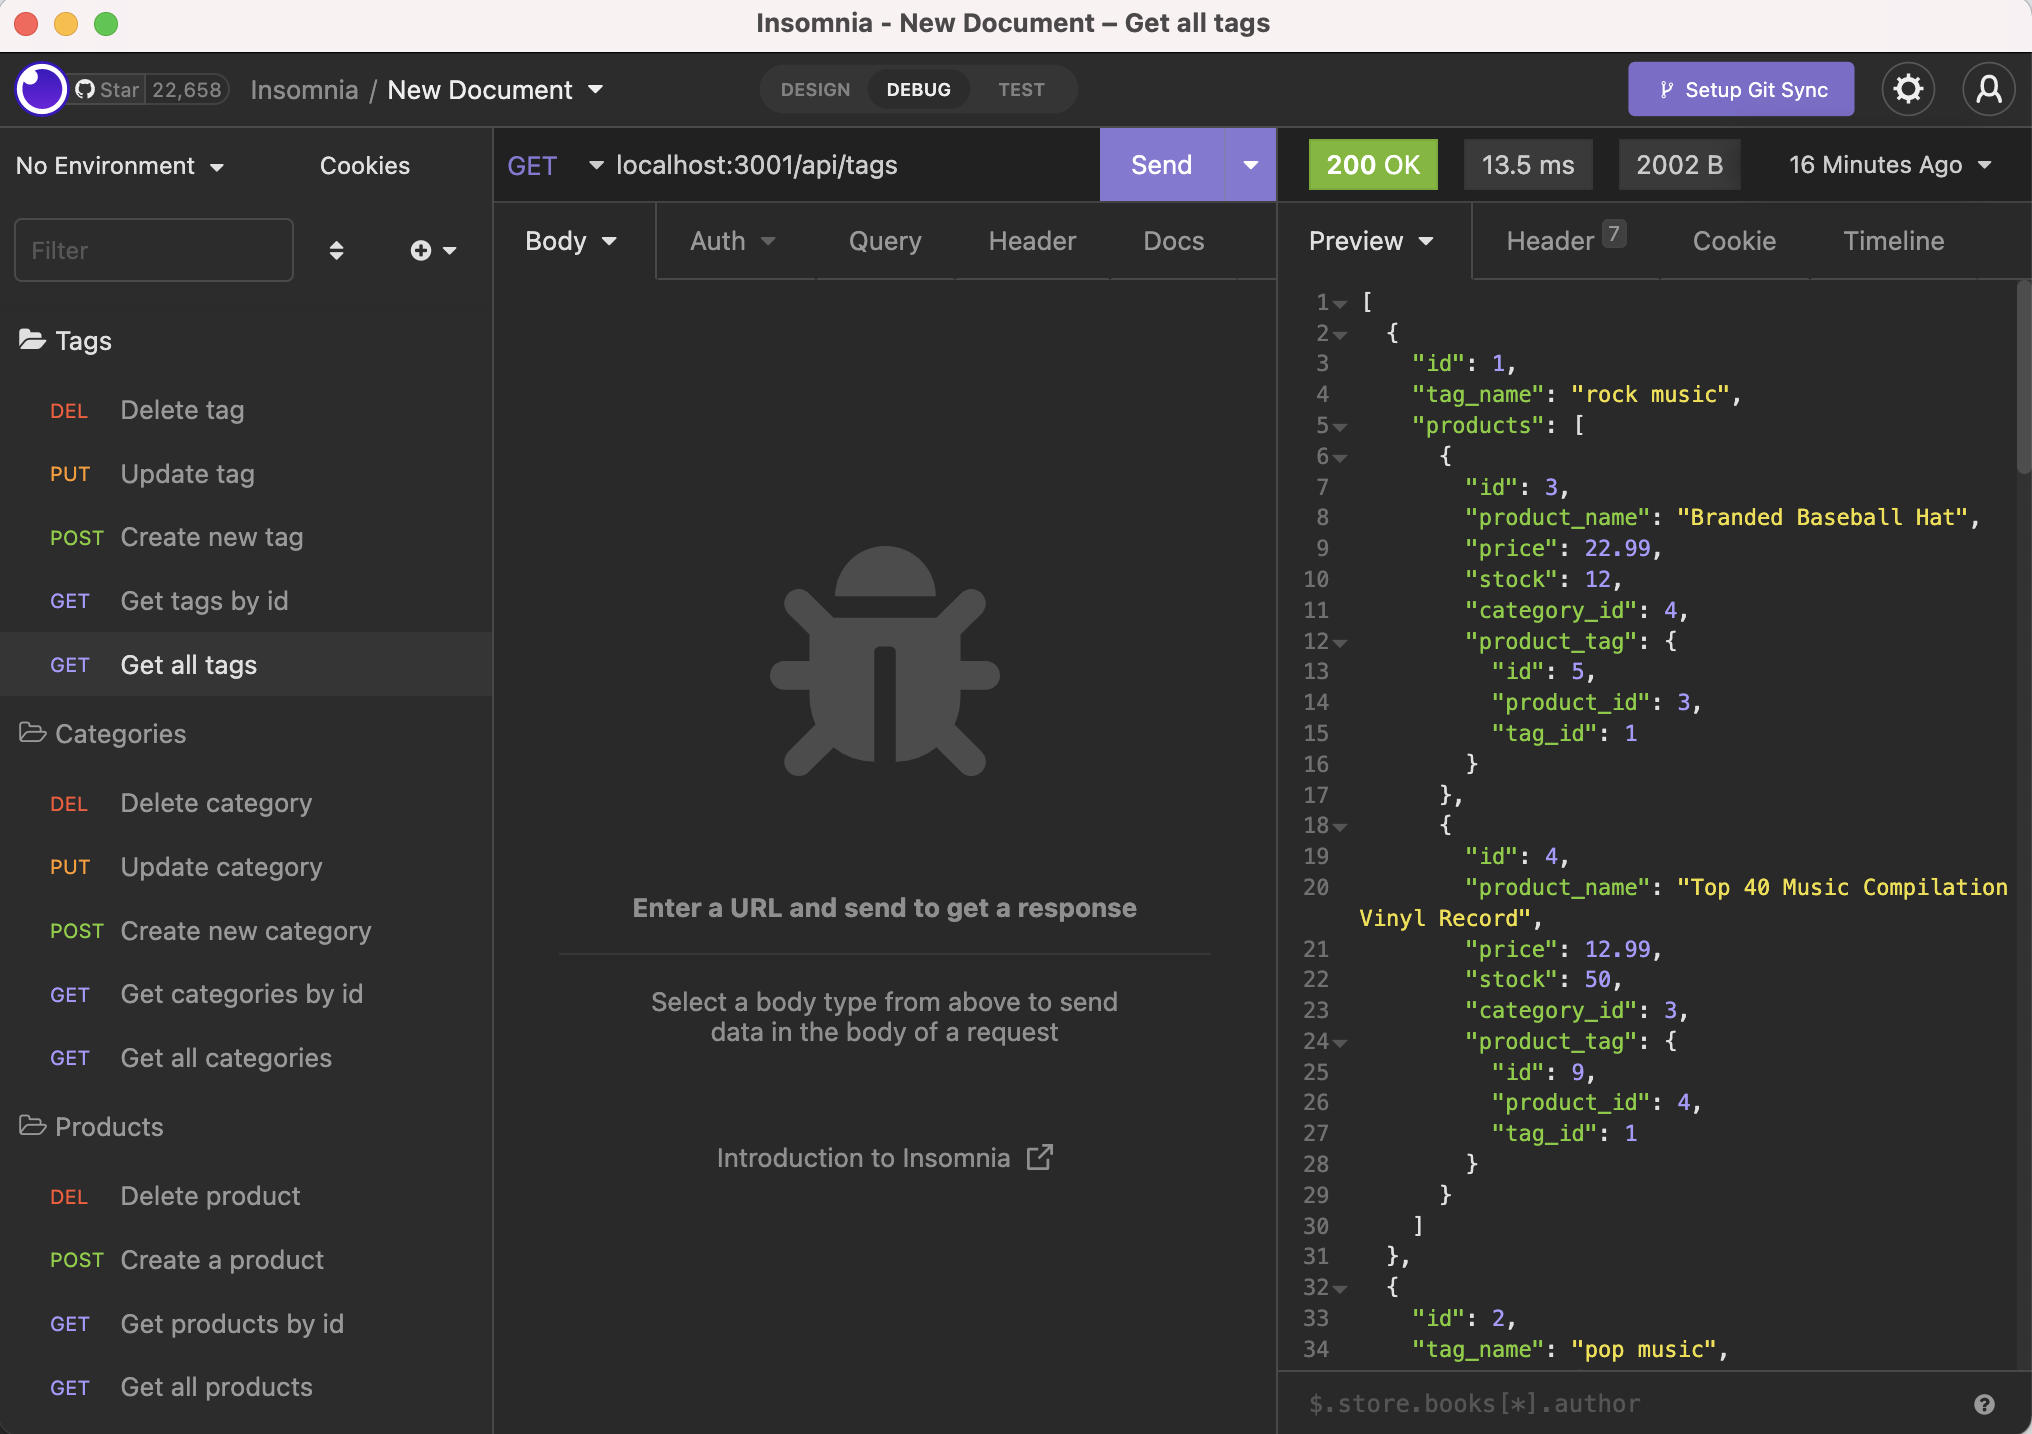 Insomnia - New Document – Get all tags
Star 22,658
Insomnia / New Document
DESIGN DEBUG TEST
Setup Git Sync
No Environment
Cookies
Filter
Tags
DEL Delete tag
PUT Update tag
POST Create new tag
GET Get tags by id
GET Get all tags
Categories
DEL Delete category
PUT Update category
POST Create new category
GET Get categories by id
GET Get all categories
Products
DEL Delete product
POST Create a product
GET Get products by id
GET Get all products
GET localhost:3001/api/tags Send
Body Auth Query Header Docs
Enter a URL and send to get a response
Select a body type from above to send
data in the body of a request
Introduction to Insomnia
200 OK 13.5 ms 2002 B 16 Minutes Ago
Preview Header 7 Cookie Timeline
1 [
2 {
3 "id": 1,
4 "tag_name": "rock music",
5 "products": [
6 {
7 "id": 3,
8 "product_name": "Branded Baseball Hat",
9 "price": 22.99,
10 "stock": 12,
11 "category_id": 4,
12 "product_tag": {
13 "id": 5,
14 "product_id": 3,
15 "tag_id": 1
16 }
17 },
18 {
19 "id": 4,
20 "product_name": "Top 40 Music Compilation
Vinyl Record",
21 "price": 12.99,
22 "stock": 50,
23 "category_id": 3,
24 "product_tag": {
25 "id": 9,
26 "product_id": 4,
27 "tag_id": 1
28 }
29 }
30 ]
31 },
32 {
33 "id": 2,
34 "tag_name": "pop music",
$.store.books[*].author